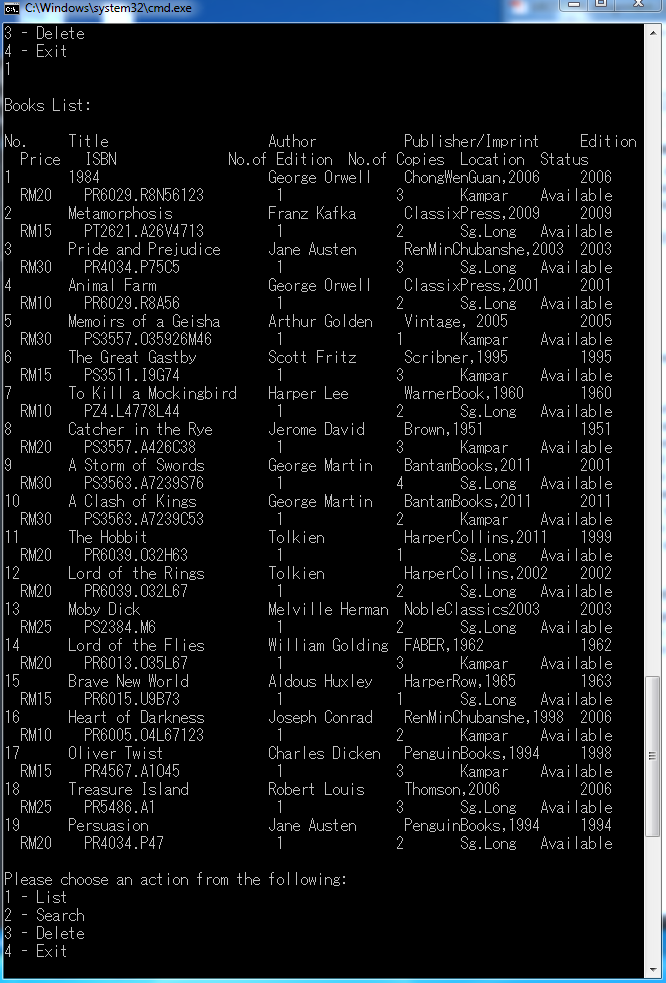 C:\Windows\system32\cmd.exe
3 - Delete
4 - Exit
1
Books List:
No. Title Author Publisher/Imprint Edition
Price ISBN No.of Edition No.of Copies Location Status
1 1984 George Orwell ChongWenGuan,2006 2006
RM20 PR6029.R8N56123 1 3 Kampar Available
2 Metamorphosis Franz Kafka ClassixPress,2009 2009
RM15 PT2621.A26V4713 1 2 Sg.Long Available
3 Pride and Prejudice Jane Austen RenMinChubanshe,2003 2003
RM30 PR4034.P75C5 1 3 Sg.Long Available
4 Animal Farm George Orwell ClassixPress,2001 2001
RM10 PR6029.R8A56 1 2 Sg.Long Available
5 Memoirs of a Geisha Arthur Golden Vintage, 2005 2005
RM30 PS3557.O35926M46 1 1 Kampar Available
6 The Great Gastby Scott Fritz Scribner,1995 1995
RM15 PS3511.I9G74 1 3 Kampar Available
7 To Kill a Mockingbird Harper Lee WarnerBook,1960 1960
RM10 PZ4.L4778L44 1 2 Sg.Long Available
8 Catcher in the Rye Jerome David Brown,1951 1951
RM20 PS3557.A426C38 1 3 Kampar Available
9 A Storm of Swords George Martin BantamBooks,2011 2001
RM30 PS3563.A7239S76 1 4 Sg.Long Available
10 A Clash of Kings George Martin BantamBooks,2011 2011
RM30 PS3563.A7239C53 1 2 Kampar Available
11 The Hobbit Tolkien HarperCollins,2011 1999
RM20 PR6039.O32H63 1 1 Sg.Long Available
12 Lord of the Rings Tolkien HarperCollins,2002 2002
RM20 PR6039.O32L67 1 2 Sg.Long Available
13 Moby Dick Melville Herman NobleClassics2003 2003
RM25 PS2384.M6 1 2 Sg.Long Available
14 Lord of the Flies William Golding FABER,1962 1962
RM20 PR6013.O35L67 1 3 Kampar Available
15 Brave New World Aldous Huxley HarperRow,1965 1963
RM15 PR6015.U9B73 1 1 Sg.Long Available
16 Heart of Darkness Joseph Conrad RenMinChubanshe,1998 2006
RM10 PR6005.O4L67123 1 2 Kampar Available
17 Oliver Twist Charles Dicken PenguinBooks,1994 1998
RM15 PR4567.A1O45 1 3 Kampar Available
18 Treasure Island Robert Louis Thomson,2006 2006
RM25 PR5486.A1 1 3 Sg.Long Available
19 Persuasion Jane Austen PenguinBooks,1994 1994
RM20 PR4034.P47 1 2 Sg.Long Available
Please choose an action from the following:
1 - List
2 - Search
3 - Delete
4 - Exit